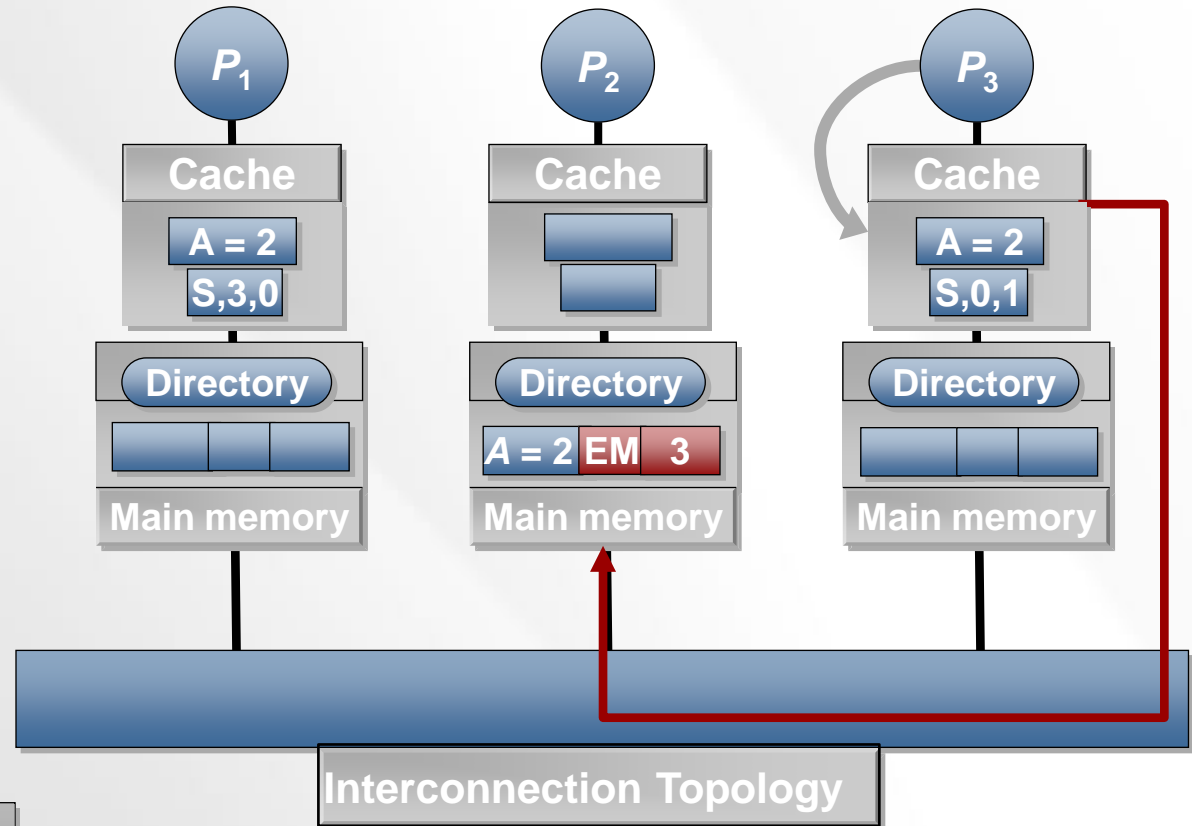 P1
P2
P3
Cache
Cache
Cache
A = 2
A = 2
S,3,0
S,0,1
Directory
Directory
Directory
A = 2 EM 3
Main memory
Main memory
Main memory
Interconnection Topology